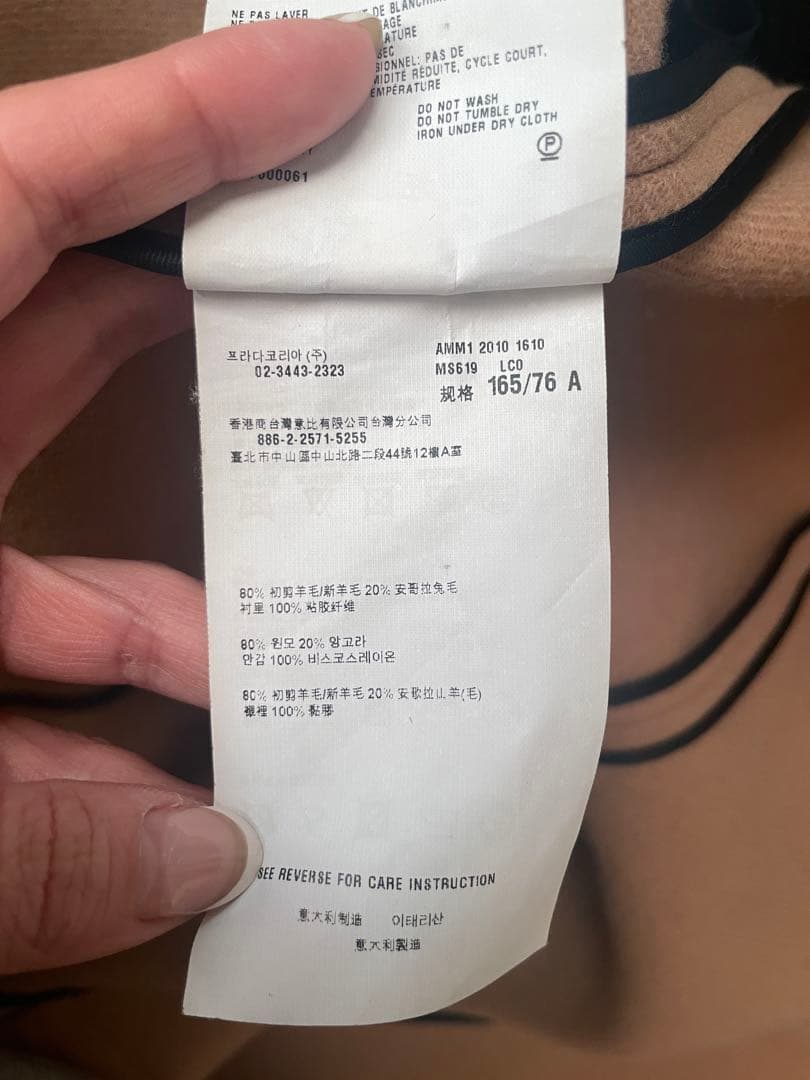 NE PAS LAVER
DE BLANCHIM
AGE
ATURE
SEC
SIONNEL: PAS DE
MIDITÉ RÉDUITE, CYCLE COURT,
EMPÉRATURE
DO NOT WASH
DO NOT TUMBLE DRY
IRON UNDER DRY CLOTH
P
000061
프라다코리아 (주)
02-3443-2323
AMM1 2010 1610
MS619 LCO
规格 165/76 A
香港商台灣意比有限公司台灣分公司
886-2-2571-5255
臺北市中山區中山北路二段44號12樓A室
80% 初剪羊毛/新羊毛 20% 安哥拉兔毛
衬里 100% 粘胶纤维
80% 원모 20% 앙고라
안감 100% 비스코스레이온
80% 初剪羊毛/新羊毛 20% 安歌拉山羊(毛)
襯裡 100% 黏膠
SEE REVERSE FOR CARE INSTRUCTION
意大利制造 이태리산
意大利製造